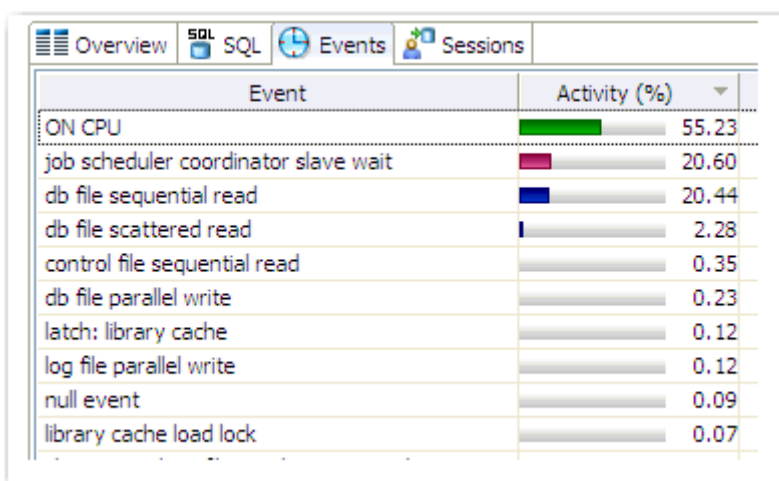 Overview SQL SQL Events Sessions
Event Activity (%)
ON CPU 55.23
job scheduler coordinator slave wait 20.60
db file sequential read 20.44
db file scattered read 2.28
control file sequential read 0.35
db file parallel write 0.23
latch: library cache 0.12
log file parallel write 0.12
null event 0.09
library cache load lock 0.07